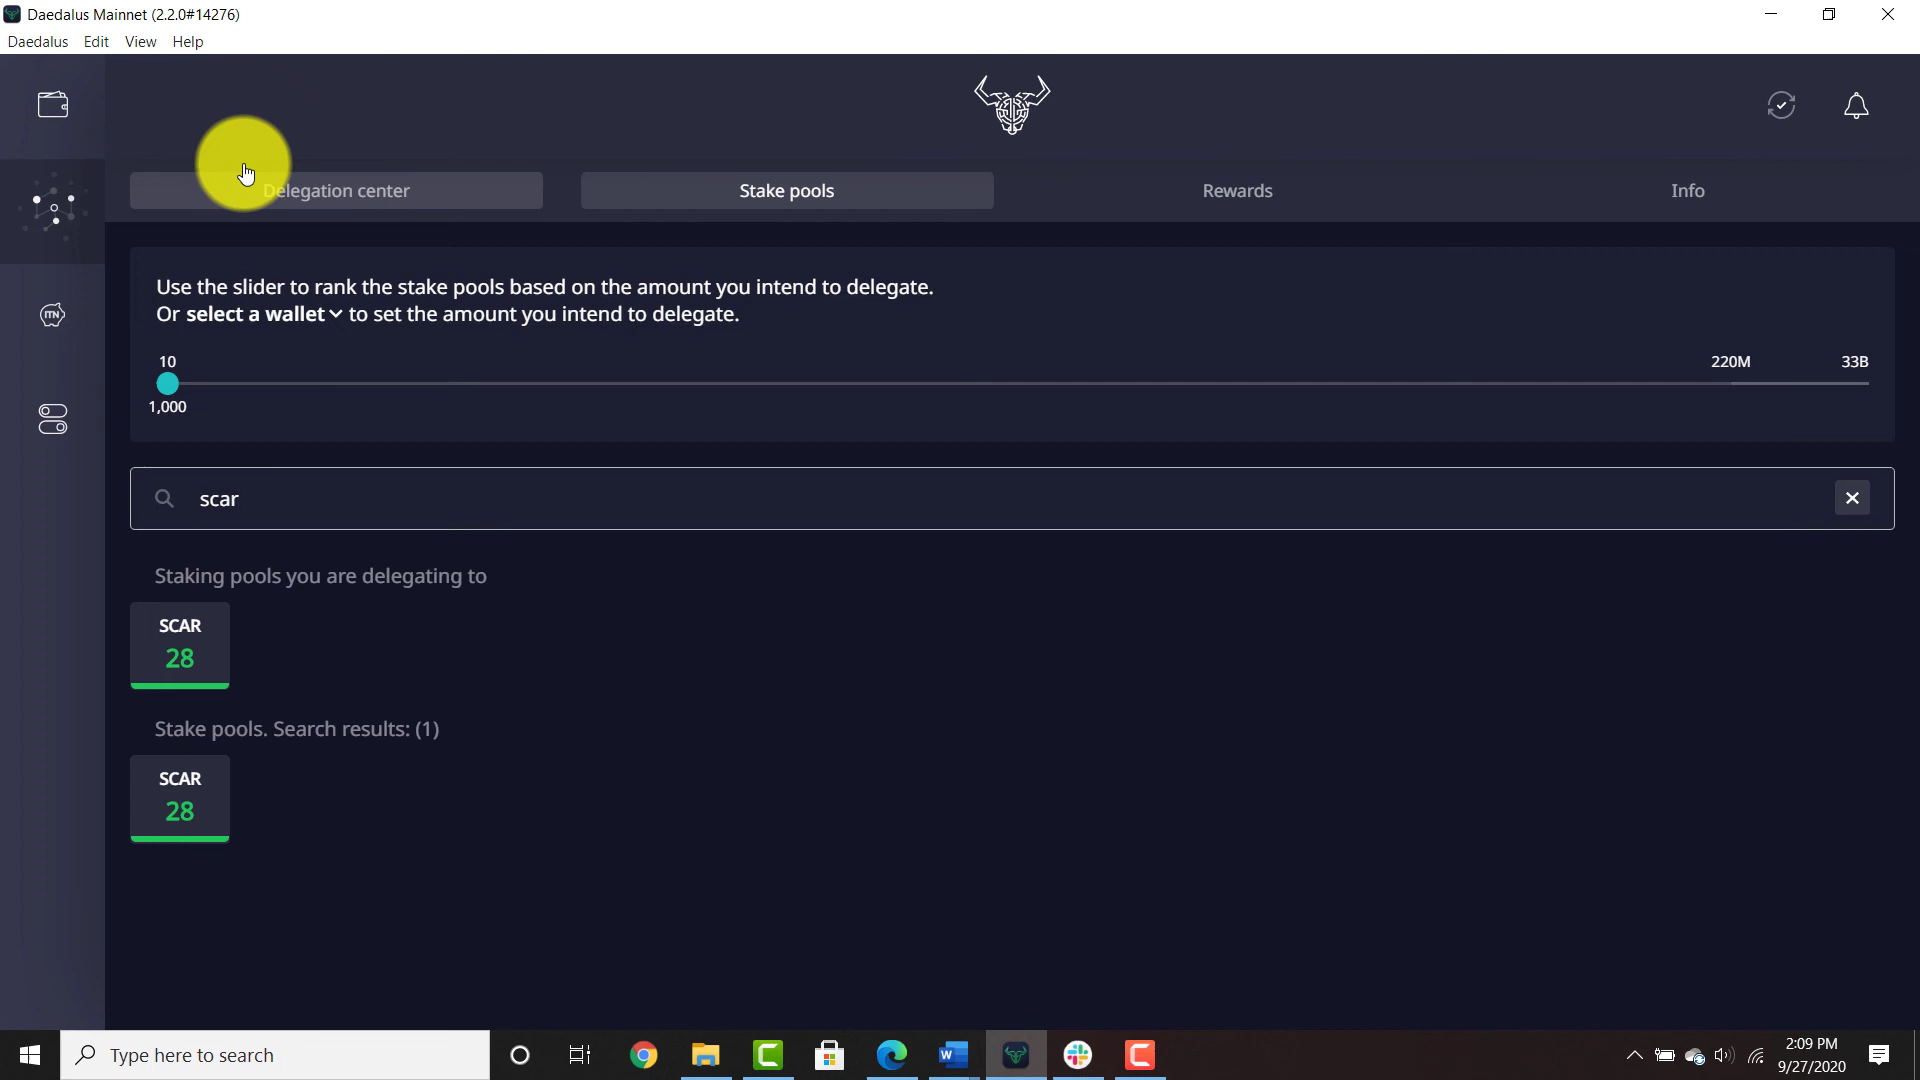 Daedalus Mainnet (2.2.0#14276)
Daedalus Edit View Help
Delegation center Stake pools Rewards Info
Use the slider to rank the stake pools based on the amount you intend to delegate.
Or select a wallet to set the amount you intend to delegate.
10 220M 33B
1,000
scar
Staking pools you are delegating to
SCAR
28
Stake pools. Search results: (1)
SCAR
28
ITN
Type here to search
2:09 PM
9/27/2020